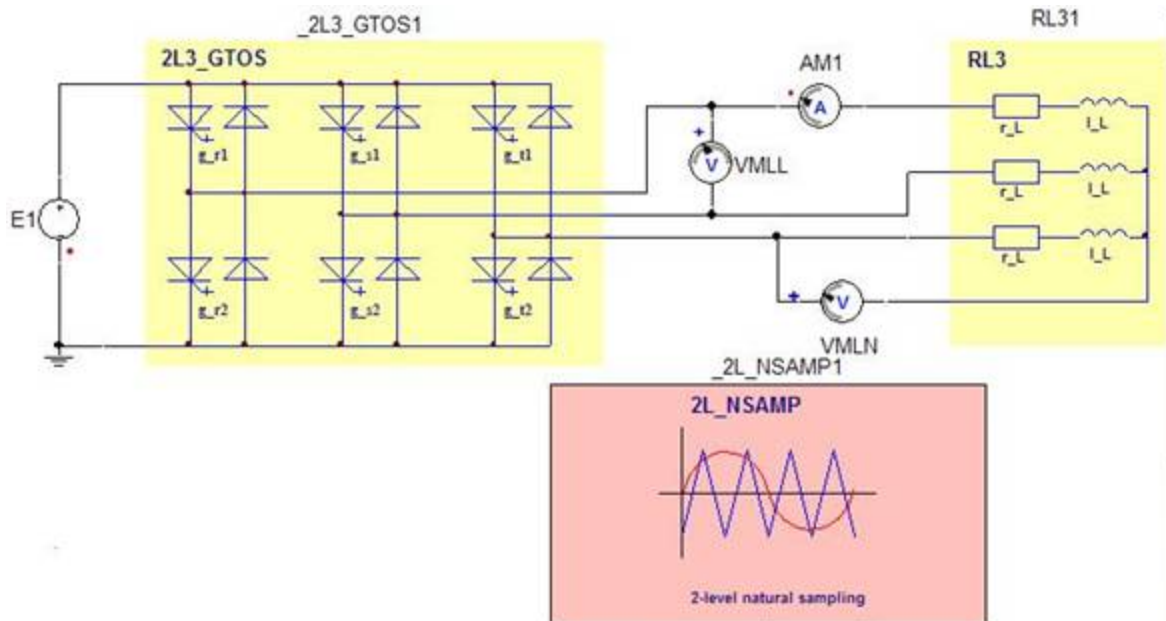 _2L3_GTOS1
RL31
2L3_GTOS
AM1
RL3
A
r_L
l_L
g_r1
g_s1
g_t1
+
V
VMLL
E1
r_L
l_L
r_L
l_L
g_r2
g_s2
g_t2
+
V
VMLN
_2L_NSAMP1
2L_NSAMP
2-level natural sampling